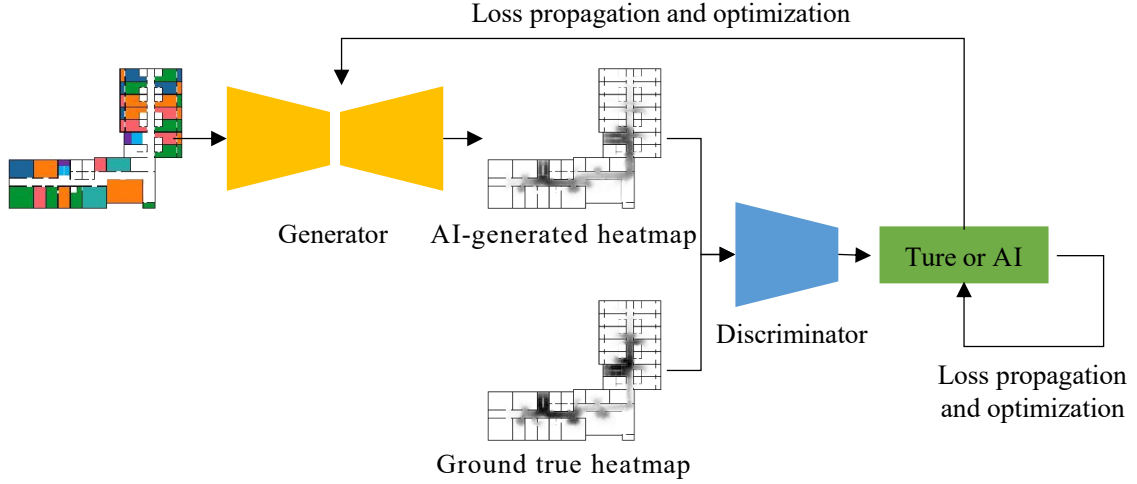 Loss propagation and optimization
Generator
AI-generated heatmap
Ture or AI
Discriminator
Loss propagation
and optimization
Ground true heatmap